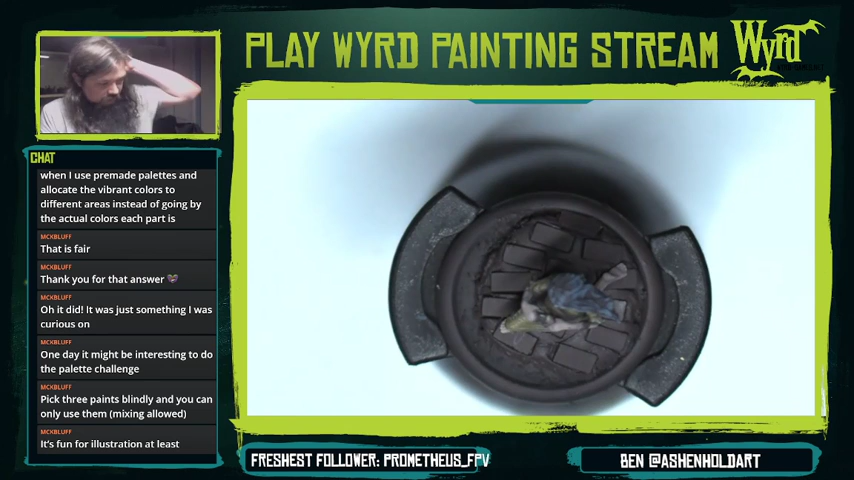 PLAY WYRD PAINTING STREAM
Wyrd
CHAT
when I use premade palettes and
allocate the vibrant colors to
different areas instead of going by
the actual colors each part is
MCKBLUFF
That is fair
MCKBLUFF
Thank you for that answer
MCKBLUFF
Oh it did! It was just something I was
curious on
MCKBLUFF
One day it might be interesting to do
the palette challenge
MCKBLUFF
Pick three paints blindly and you can
only use them (mixing allowed)
MCKBLUFF
It's fun for illustration at least
FRESHEST FOLLOWER: PROMETHEUS_FPV
BEN @ASHENHOLDART